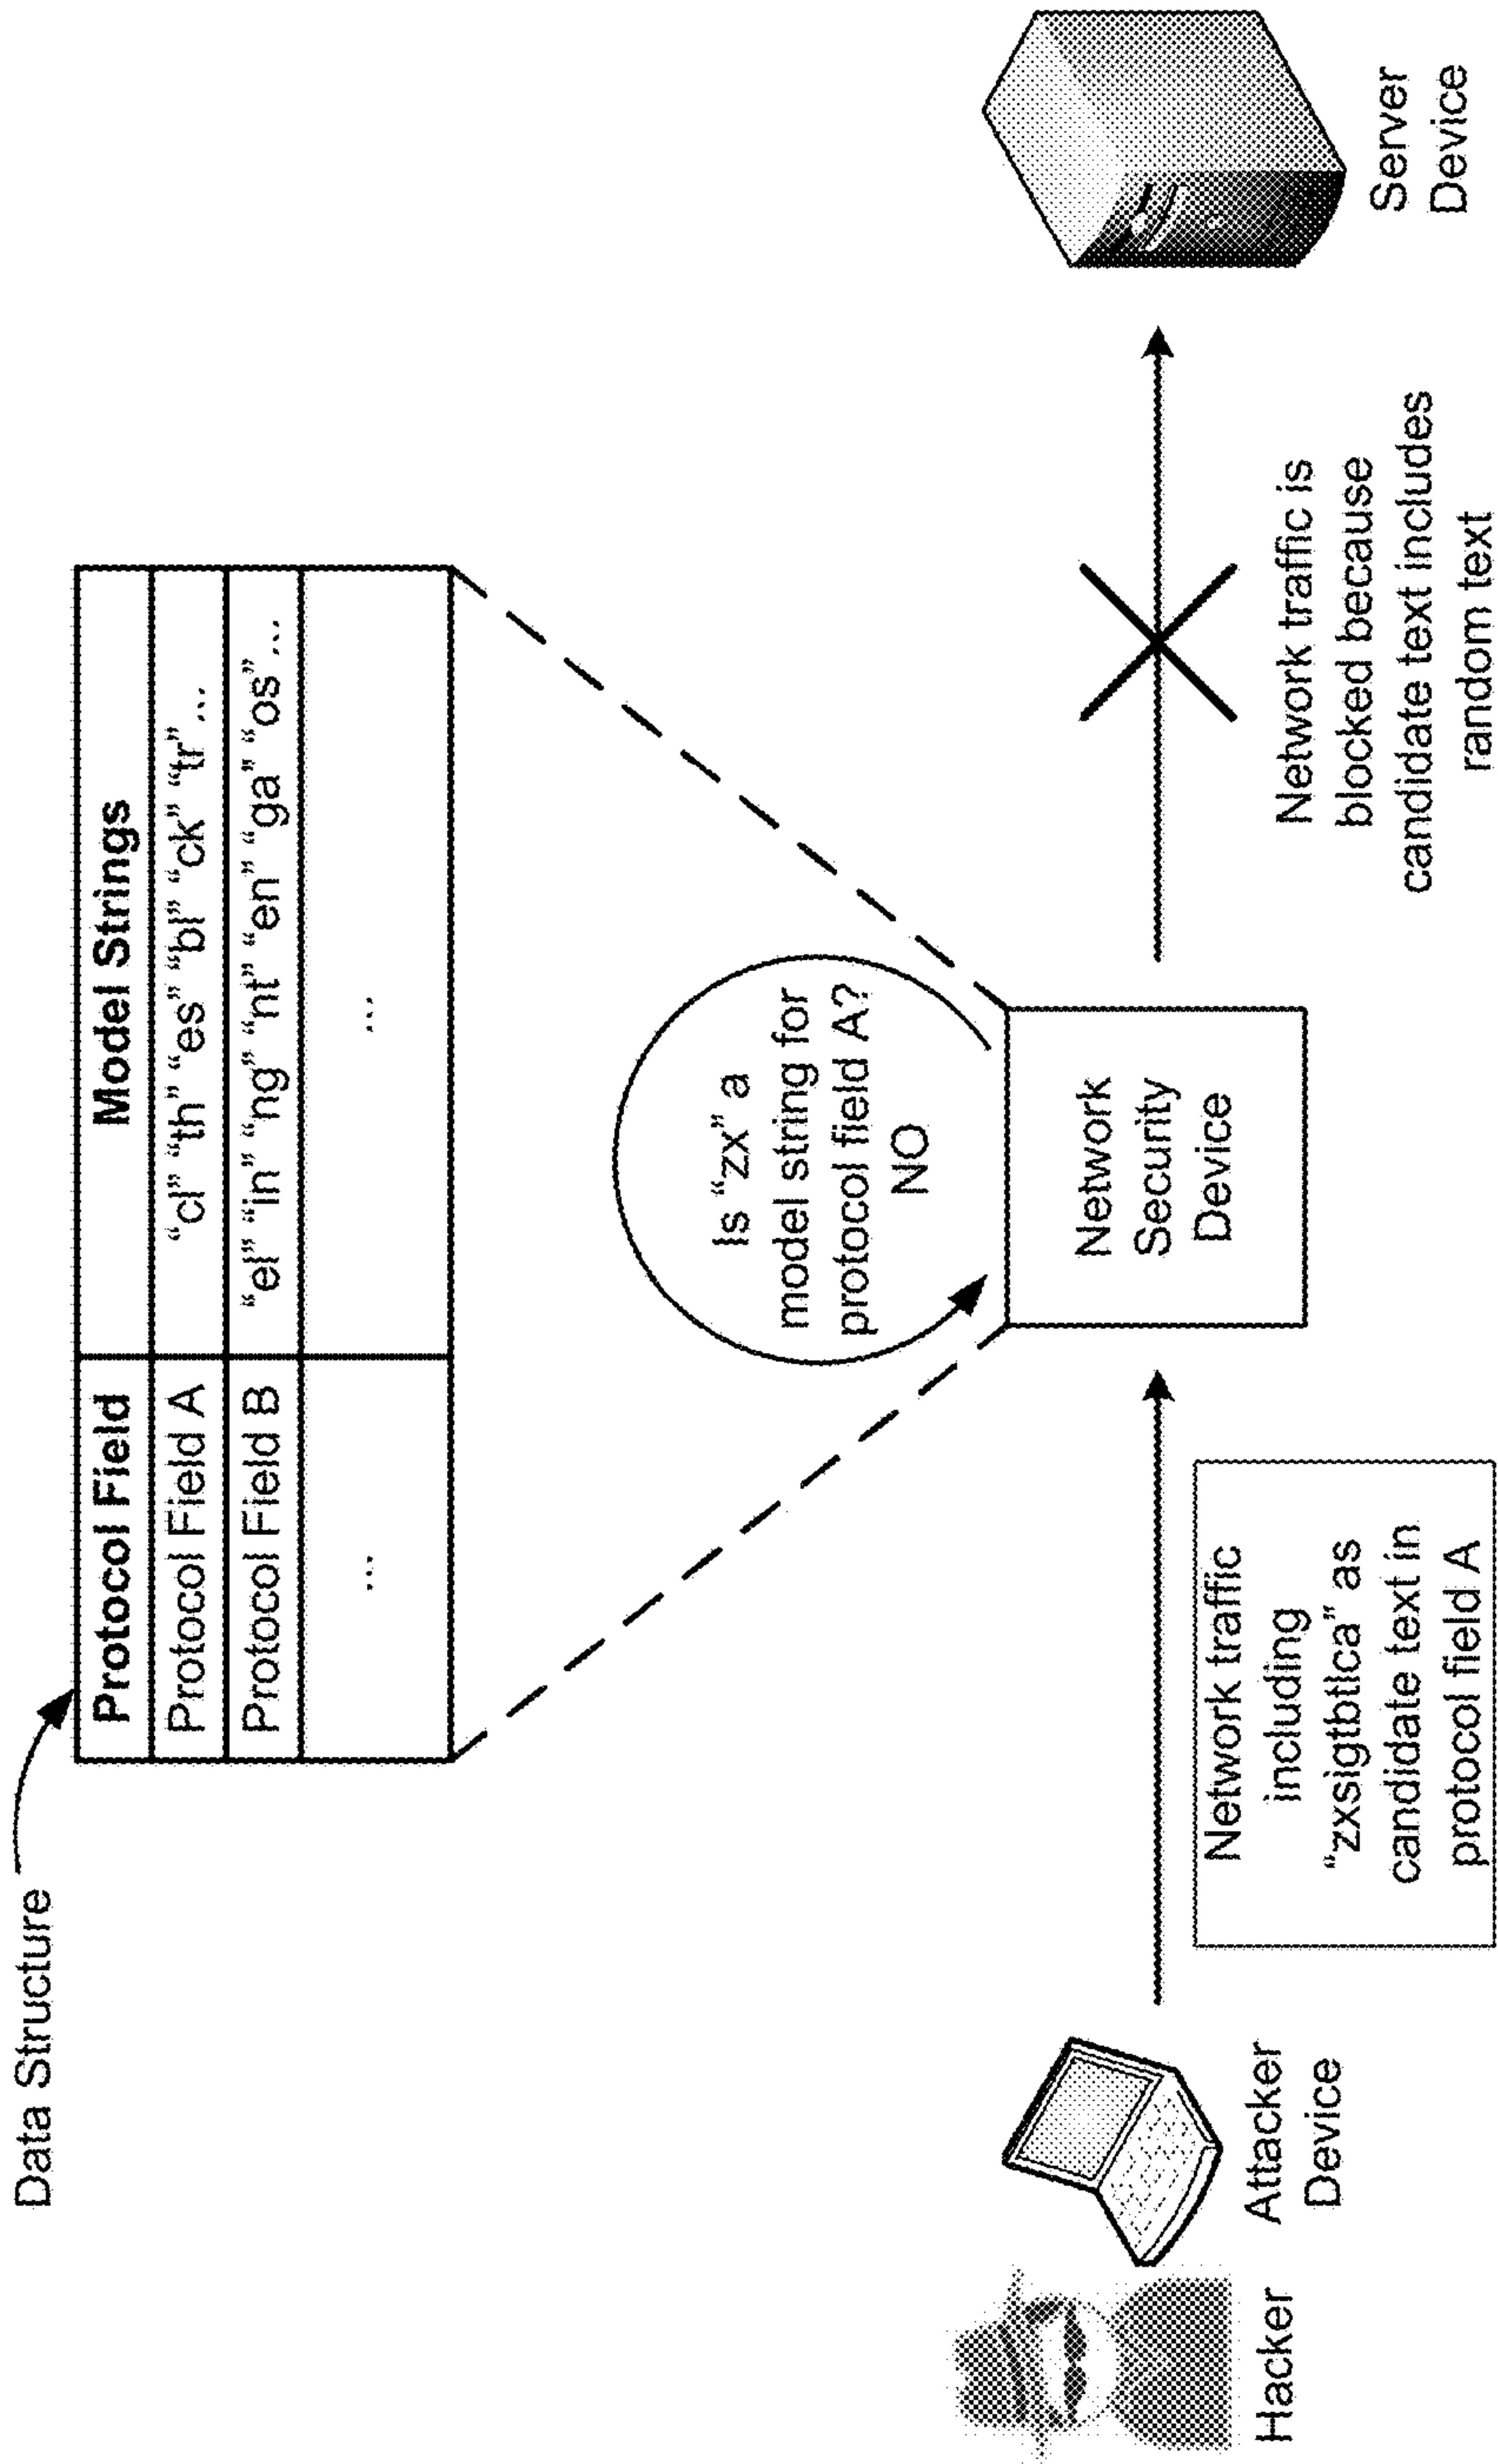 Data Structure
Protocol Field
Model Strings
Protocol Field A
“cl” “th” “es” “bl” “ck” “tr” ...
Protocol Field B
“el” “in” “ng” “nt” “en” “ga” “os” ...
...
...
Is “zx” a
model string for
protocol field A?
NO
Network
Security
Device
Hacker
Attacker
Device
Network traffic
including
“zxsigtbtlca” as
candidate text in
protocol field A
Network traffic is
blocked because
candidate text includes
random text
Server
Device